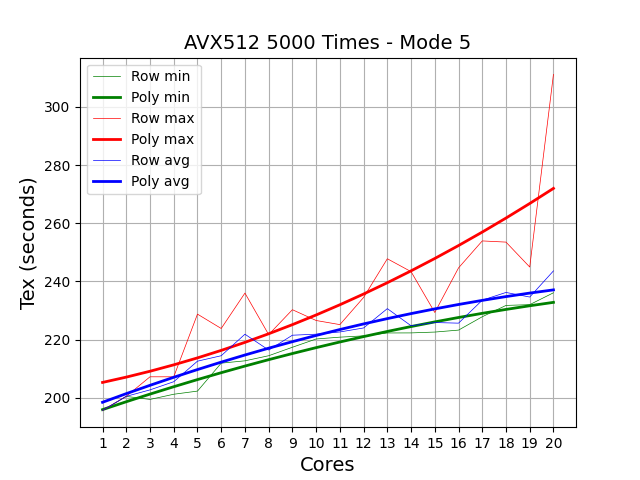 AVX512 5000 Times - Mode 5
Row min
Poly min
Row max
Poly max
Row avg
Poly avg
Tex (seconds)
300
280
260
240
220
200
1 2 3 4 5 6 7 8 9 10 11 12 13 14 15 16 17 18 19 20
Cores